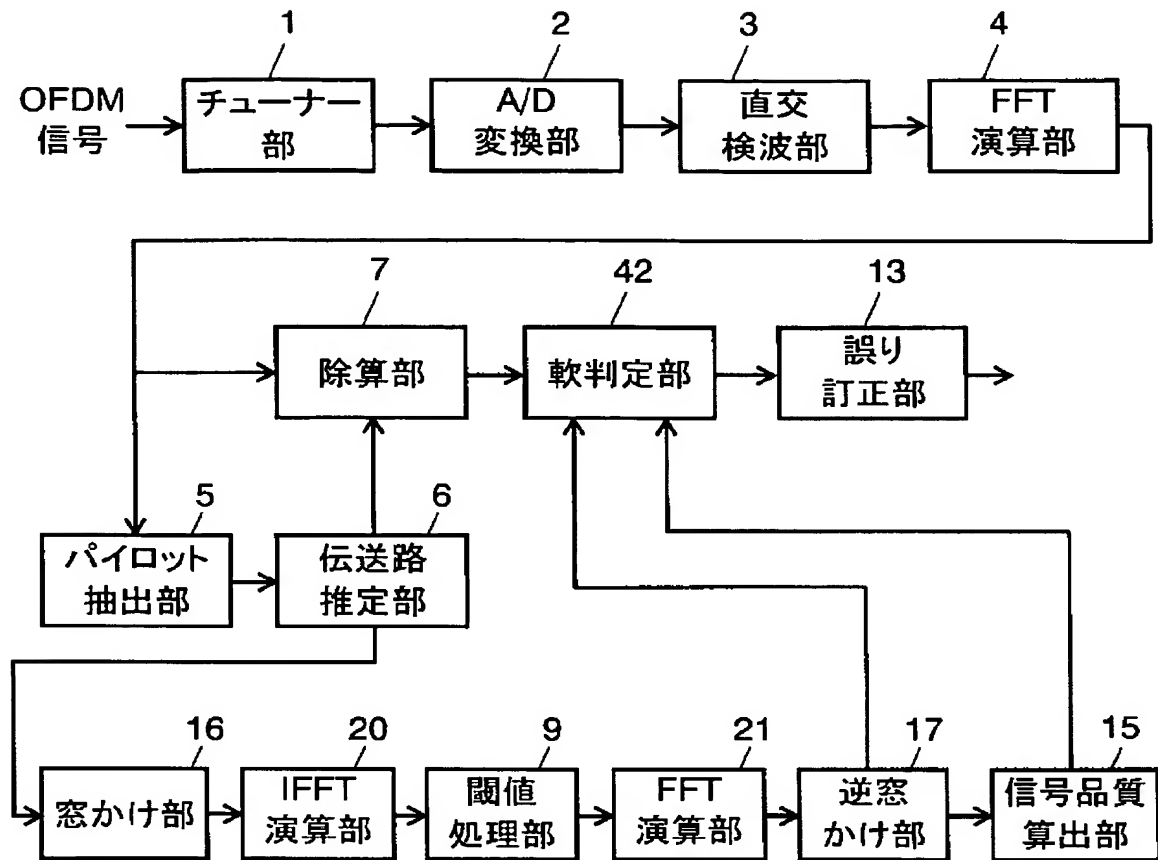 1
2
3
4
OFDM
信号
チューナー
部
A/D
変換部
直交
検波部
FFT
演算部
7
42
13
除算部
軟判定部
誤り
訂正部
5
6
パイロット
抽出部
伝送路
推定部
16
20
9
21
17
15
窓かけ部
IFFT
演算部
閾値
処理部
FFT
演算部
逆窓
かけ部
信号品質
算出部